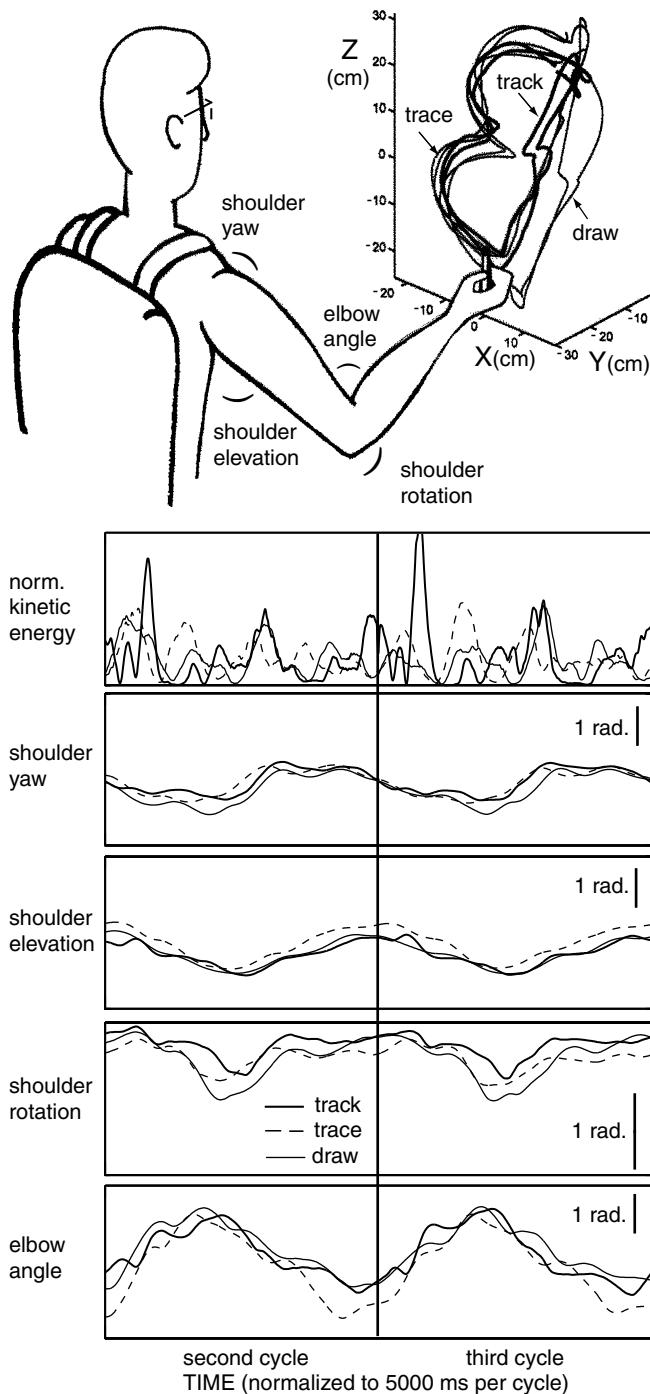 30
Z
(cm)
20
10
0
-10
-20
track
trace
draw
-20
-10
0
10
X(cm)
-30
-20
-10
Y(cm)
shoulder
yaw
elbow
angle
shoulder
elevation
shoulder
rotation
norm.
kinetic
energy
shoulder
yaw
1 rad.
shoulder
elevation
1 rad.
shoulder
rotation
track
trace
draw
1 rad.
elbow
angle
1 rad.
second cycle third cycle
TIME (normalized to 5000 ms per cycle)